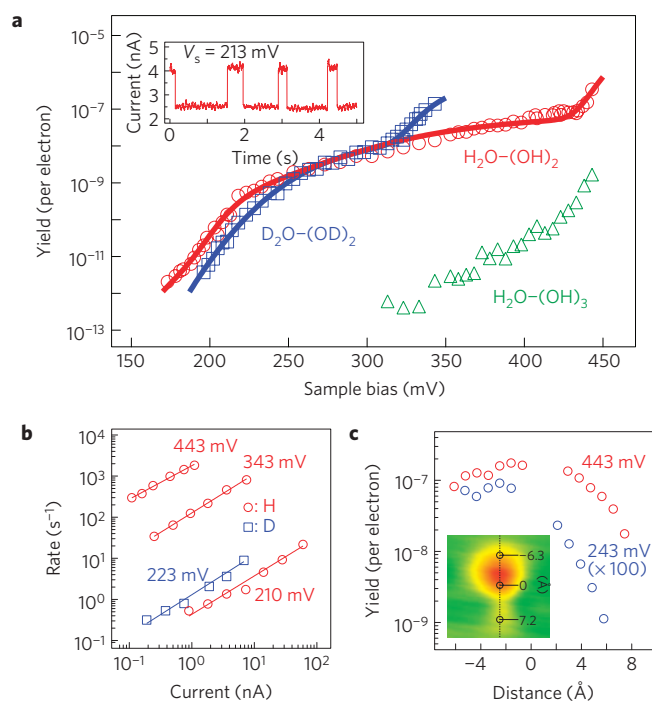 a
10⁻⁵
10⁻⁷
10⁻⁹
10⁻¹¹
10⁻¹³
Yield (per electron)
150 200 250 300 350 400 450
Sample bias (mV)
Vₛ = 213 mV
Current (nA)
5
4
3
2
0 2 4
Time (s)
H₂O–(OH)₂
D₂O–(OD)₂
H₂O–(OH)₃
b
10⁴
10³
10²
10¹
10⁰
10⁻¹
Rate (s⁻¹)
443 mV
343 mV
: H
: D
223 mV
210 mV
10⁻¹ 10⁰ 10¹ 10²
Current (nA)
c
10⁻⁷
10⁻⁸
10⁻⁹
Yield (per electron)
443 mV
243 mV
(× 100)
−6.3
0 (Å)
7.2
−4 0 4 8
Distance (Å)